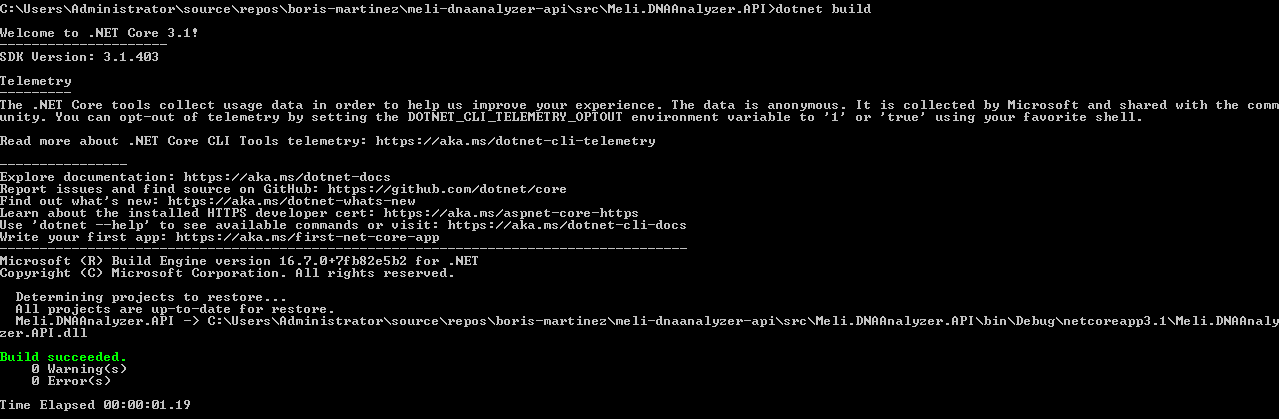 C:\Users\Administrator\source\repos\boris-martinez\meli-dnaanalyzer-api\src\Meli.DNAAnalyzer.API>dotnet build
Welcome to .NET Core 3.1!
---------------------
SDK Version: 3.1.403
Telemetry
---------
The .NET Core tools collect usage data in order to help us improve your experience. The data is anonymous. It is collected by Microsoft and shared with the comm
unity. You can opt-out of telemetry by setting the DOTNET_CLI_TELEMETRY_OPTOUT environment variable to '1' or 'true' using your favorite shell.
Read more about .NET Core CLI Tools telemetry: https://aka.ms/dotnet-cli-telemetry
----------------
Explore documentation: https://aka.ms/dotnet-docs
Report issues and find source on GitHub: https://github.com/dotnet/core
Find out what's new: https://aka.ms/dotnet-whats-new
Learn about the installed HTTPS developer cert: https://aka.ms/aspnet-core-https
Use 'dotnet --help' to see available commands or visit: https://aka.ms/dotnet-cli-docs
Write your first app: https://aka.ms/first-net-core-app
--------------------------------------------------------------------------------------
Microsoft (R) Build Engine version 16.7.0+7fb82e5b2 for .NET
Copyright (C) Microsoft Corporation. All rights reserved.
  Determining projects to restore...
  All projects are up-to-date for restore.
  Meli.DNAAnalyzer.API -> C:\Users\Administrator\source\repos\boris-martinez\meli-dnaanalyzer-api\src\Meli.DNAAnalyzer.API\bin\Debug\netcoreapp3.1\Meli.DNAAnaly
zer.API.dll
Build succeeded.
    0 Warning(s)
    0 Error(s)
Time Elapsed 00:00:01.19